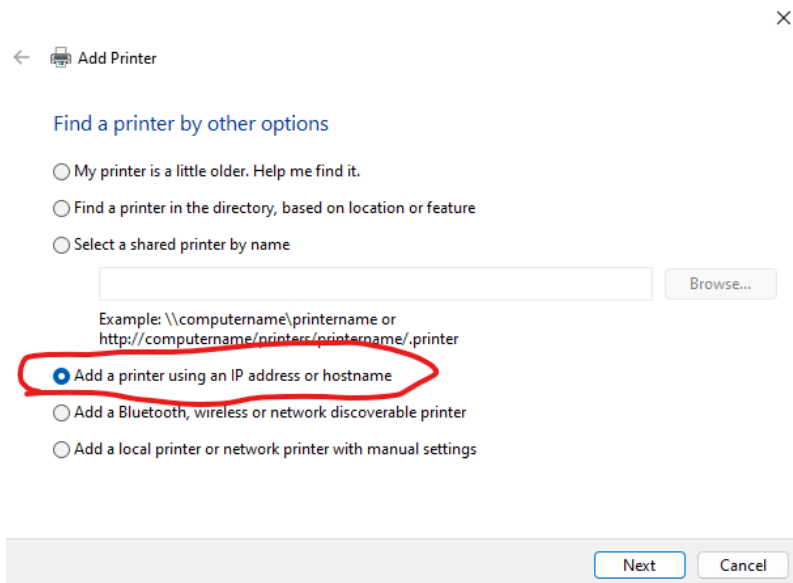 Add Printer
Find a printer by other options
My printer is a little older. Help me find it.
Find a printer in the directory, based on location or feature
Select a shared printer by name
Browse...
Example: \\computername\printername or
http://computername/printers/printername/.printer
Add a printer using an IP address or hostname
Add a Bluetooth, wireless or network discoverable printer
Add a local printer or network printer with manual settings
Next
Cancel